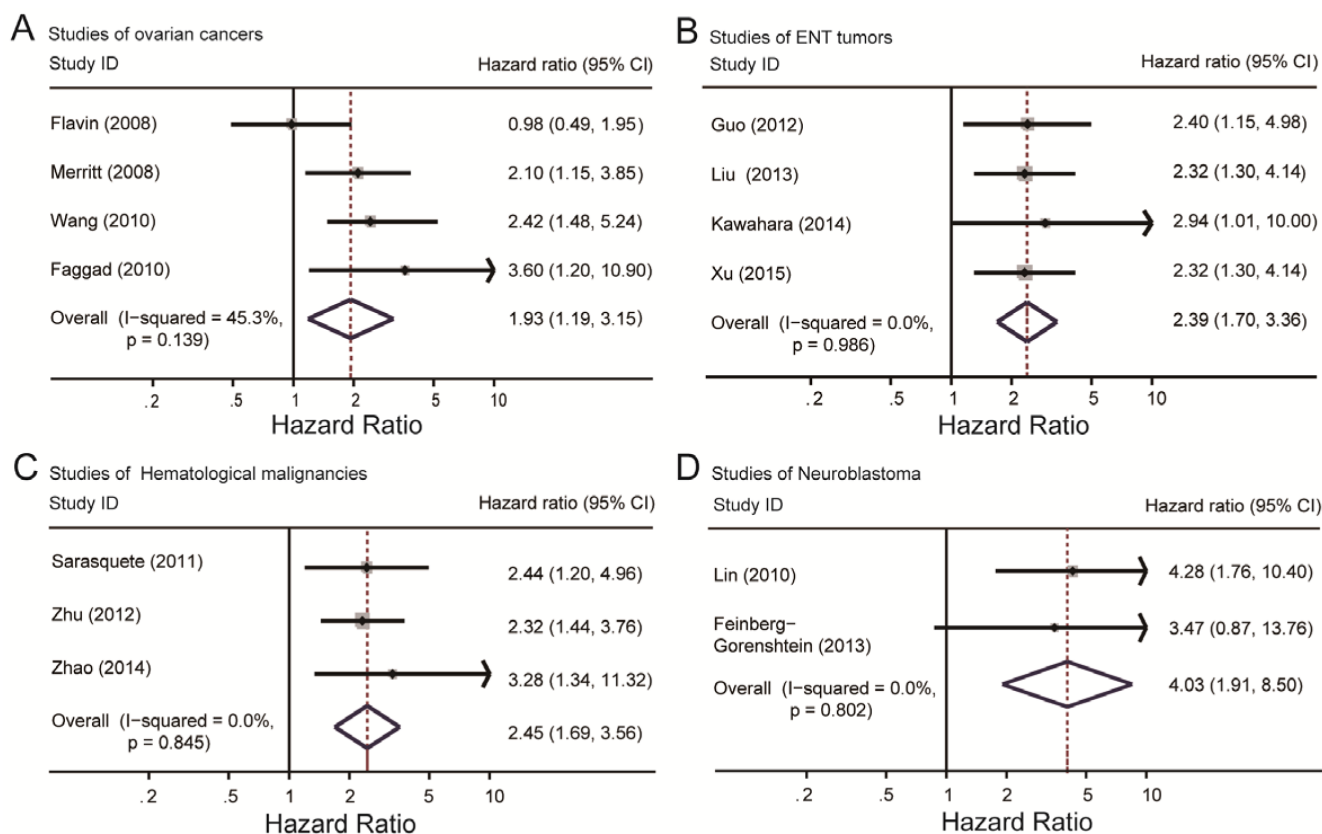 A Studies of ovarian cancers
Study ID Hazard ratio (95% CI)
Flavin (2008) 0.98 (0.49, 1.95)
Merritt (2008) 2.10 (1.15, 3.85)
Wang (2010) 2.42 (1.48, 5.24)
Faggad (2010) 3.60 (1.20, 10.90)
Overall (I−squared = 45.3%, 1.93 (1.19, 3.15)
p = 0.139)
.2 .5 1 2 5 10
Hazard Ratio
B Studies of ENT tumors
Study ID Hazard ratio (95% CI)
Guo (2012) 2.40 (1.15, 4.98)
Liu (2013) 2.32 (1.30, 4.14)
Kawahara (2014) 2.94 (1.01, 10.00)
Xu (2015) 2.32 (1.30, 4.14)
Overall (I−squared = 0.0%, 2.39 (1.70, 3.36)
p = 0.986)
.2 .5 1 2 5 10
Hazard Ratio
C Studies of Hematological malignancies
Study ID Hazard ratio (95% CI)
Sarasquete (2011) 2.44 (1.20, 4.96)
Zhu (2012) 2.32 (1.44, 3.76)
Zhao (2014) 3.28 (1.34, 11.32)
Overall (I−squared = 0.0%, 2.45 (1.69, 3.56)
p = 0.845)
.2 .5 1 2 5 10
Hazard Ratio
D Studies of Neuroblastoma
Study ID Hazard ratio (95% CI)
Lin (2010) 4.28 (1.76, 10.40)
Feinberg− 3.47 (0.87, 13.76)
Gorenshtein (2013)
Overall (I−squared = 0.0%, 4.03 (1.91, 8.50)
p = 0.802)
.2 .5 1 2 5 10
Hazard Ratio